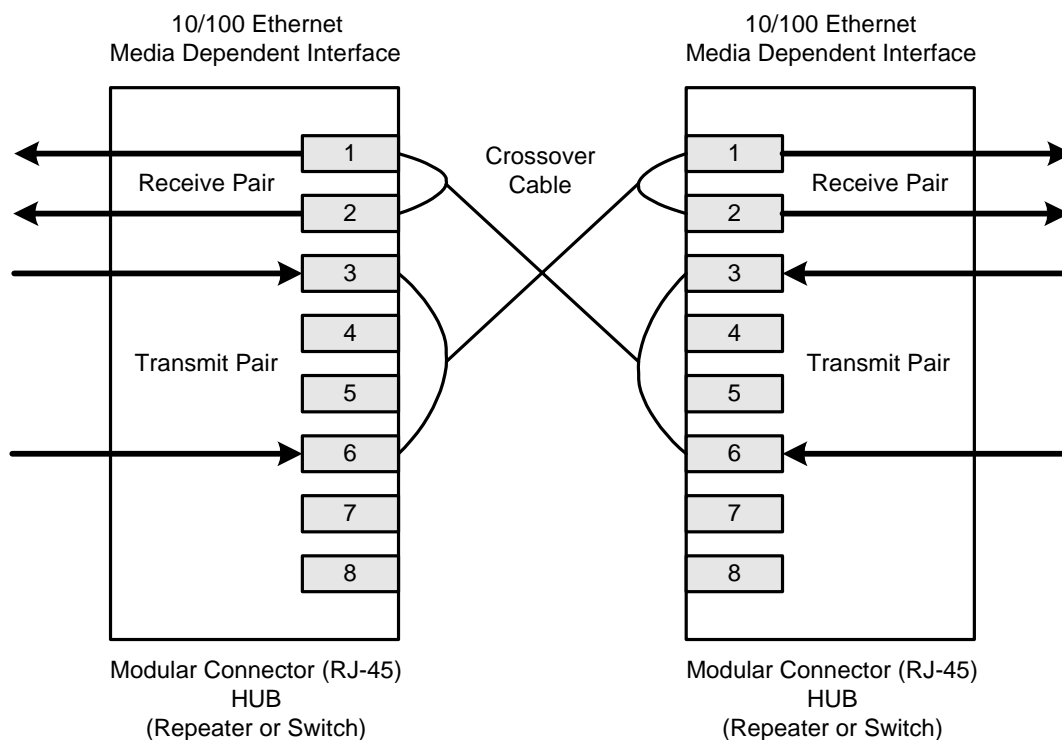 10/100 Ethernet
Media Dependent Interface
10/100 Ethernet
Media Dependent Interface
1
Receive Pair
2
3
4
Transmit Pair
5
6
7
8
Crossover
Cable
1
Receive Pair
2
3
4
Transmit Pair
5
6
7
8
Modular Connector (RJ-45)
HUB
(Repeater or Switch)
Modular Connector (RJ-45)
HUB
(Repeater or Switch)